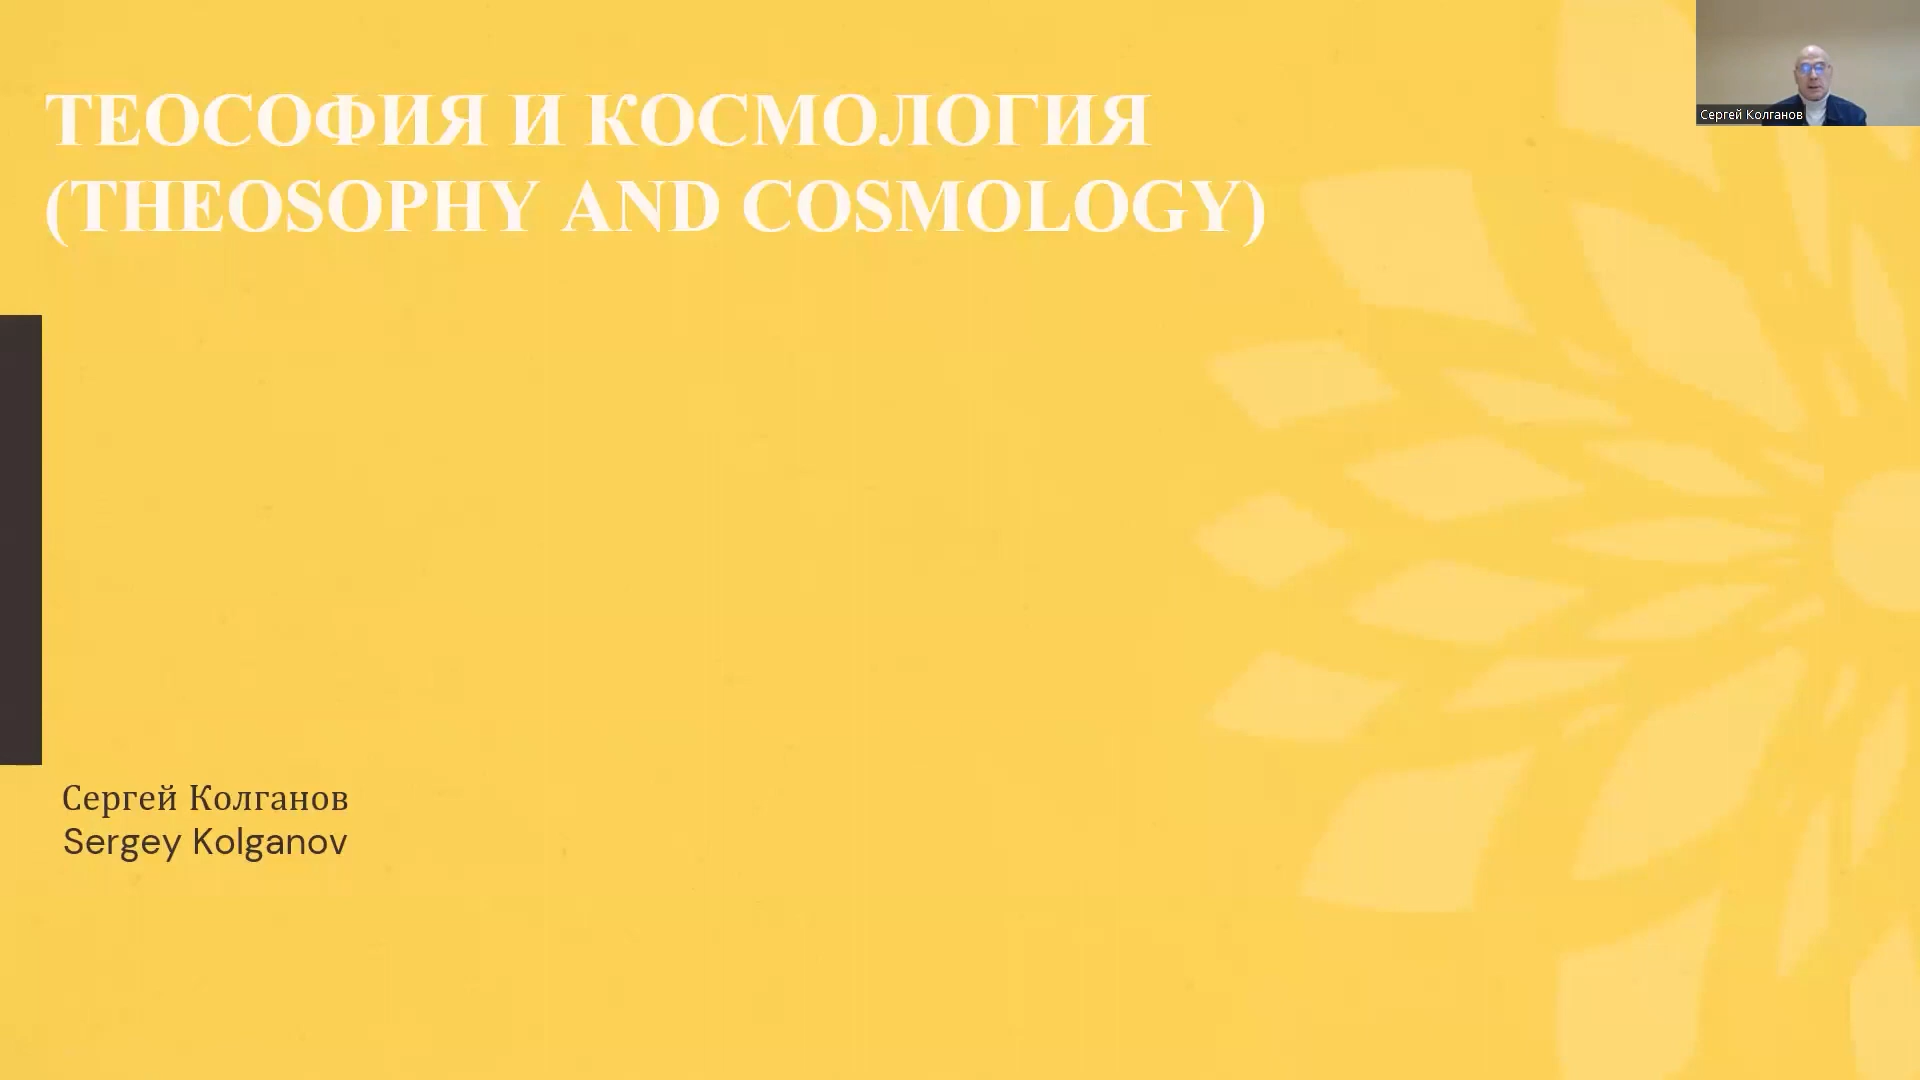 ТЕОСОФИЯ И КОСМОЛОГИЯ
(THEOSOPHY AND COSMOLOGY)
Сергей Колганов
Сергей Колганов
Sergey Kolganov